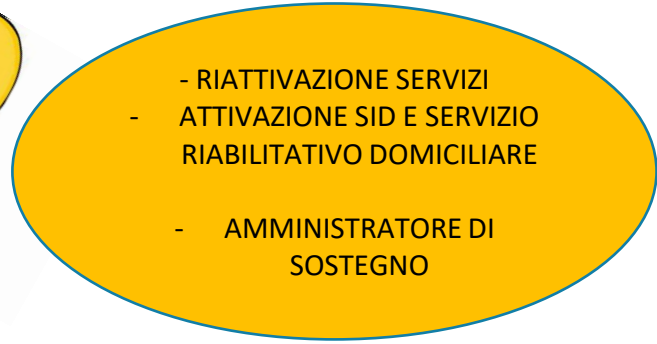 - RIATTIVAZIONE SERVIZI
- ATTIVAZIONE SID E SERVIZIO
RIABILITATIVO DOMICILIARE
- AMMINISTRATORE DI
SOSTEGNO